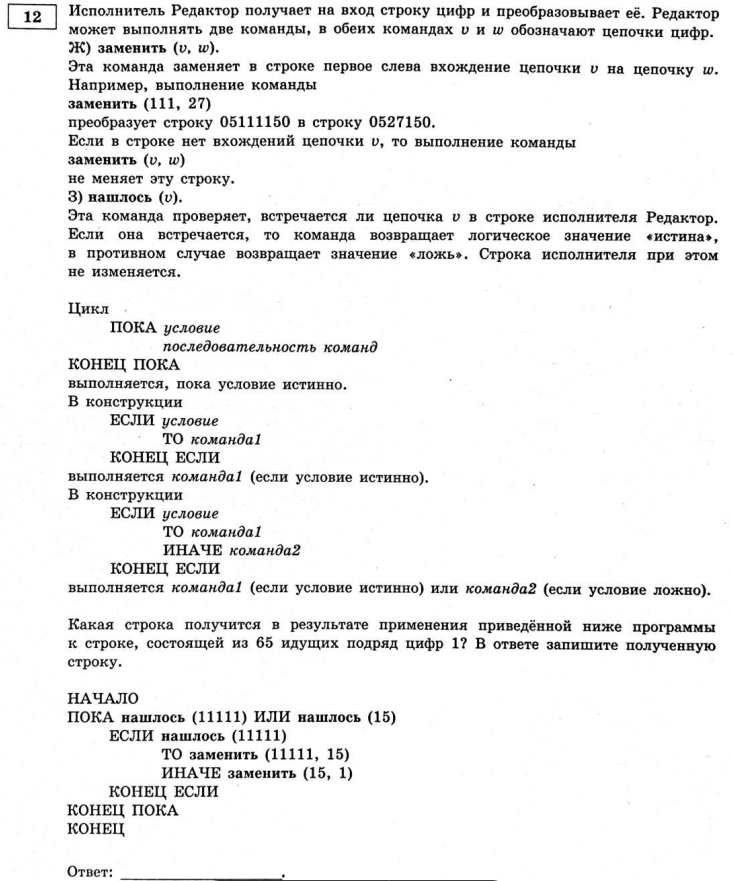 12
Исполнитель Редактор получает на вход строку цифр и преобразовывает её. Редактор
может выполнять две команды, в обеих командах v и w обозначают цепочки цифр.
Ж) заменить (v, w).
Эта команда заменяет в строке первое слева вхождение цепочки v на цепочку w.
Например, выполнение команды
заменить (111, 27)
преобразует строку 05111150 в строку 0527150.
Если в строке нет вхождений цепочки v, то выполнение команды
заменить (v, w)
не меняет эту строку.
З) нашлось (v).
Эта команда проверяет, встречается ли цепочка v в строке исполнителя Редактор.
Если она встречается, то команда возвращает логическое значение «истина»,
в противном случае возвращает значение «ложь». Строка исполнителя при этом
не изменяется.
Цикл
ПОКА условие
последовательность команд
КОНЕЦ ПОКА
выполняется, пока условие истинно.
В конструкции
ЕСЛИ условие
ТО команда1
КОНЕЦ ЕСЛИ
выполняется команда1 (если условие истинно).
В конструкции
ЕСЛИ условие
ТО команда1
ИНАЧЕ команда2
КОНЕЦ ЕСЛИ
выполняется команда1 (если условие истинно) или команда2 (если условие ложно).
Какая строка получится в результате применения приведённой ниже программы
к строке, состоящей из 65 идущих подряд цифр 1? В ответе запишите полученную
строку.
НАЧАЛО
ПОКА нашлось (11111) ИЛИ нашлось (15)
ЕСЛИ нашлось (11111)
ТО заменить (11111, 15)
ИНАЧЕ заменить (15, 1)
КОНЕЦ ЕСЛИ
КОНЕЦ ПОКА
КОНЕЦ
Ответ: ____________________.